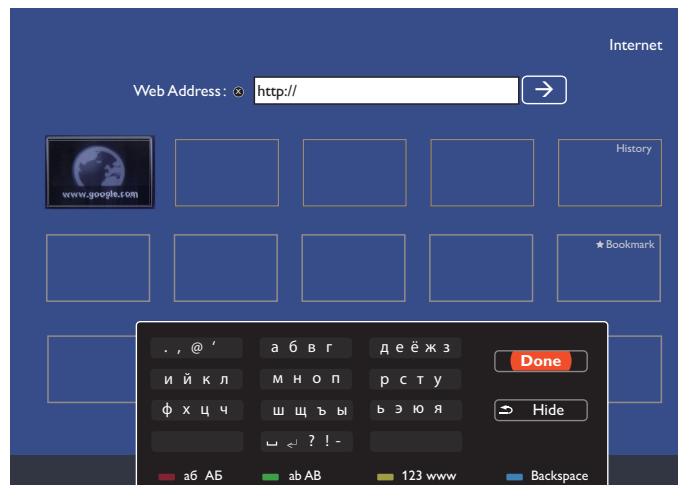 Internet
Web Address: http://
www.google.com
History
★Bookmark
. , @ ‘ а б в г д е ё ж з
Done
и й к л м н о п р с т у
ф х ц ч ш щ ъ ы ь э ю я Hide
␣ ↵ ? ! -
аб АБ ab AB 123 www Backspace